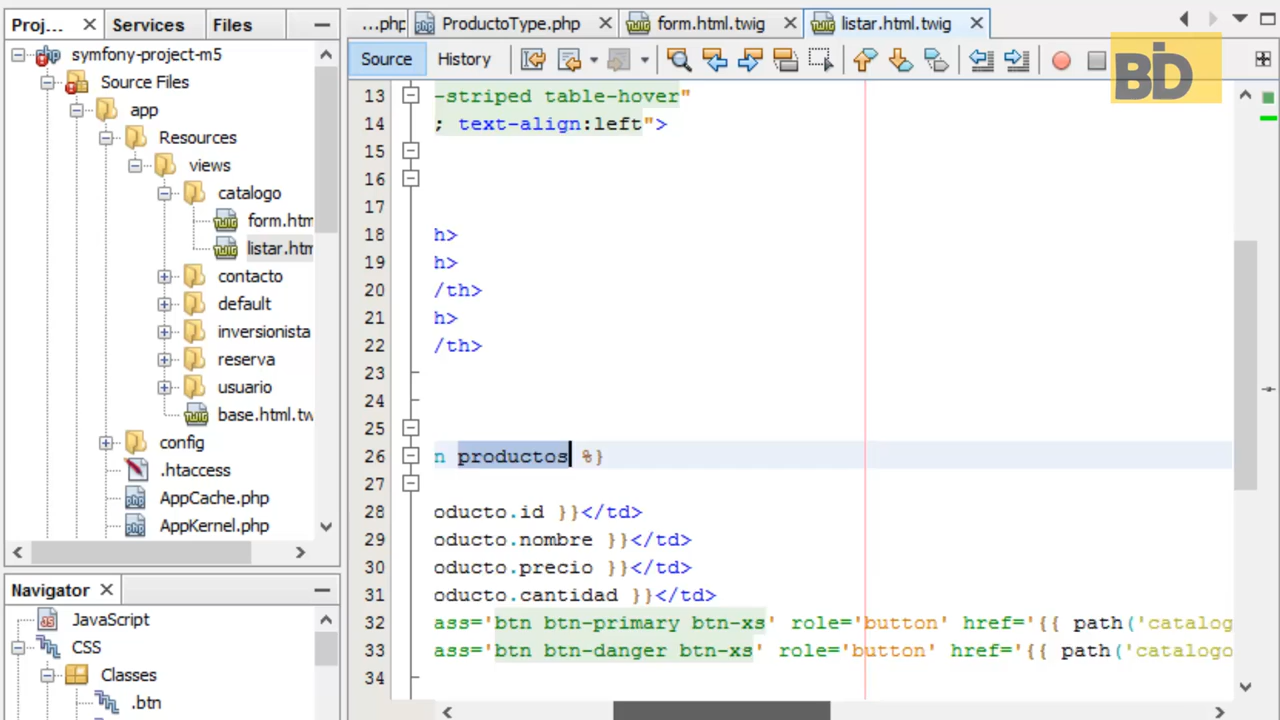 Proj...
Services
Files
...php
ProductoType.php
form.html.twig
listar.html.twig
Source
History
BD
symfony-project-m5
Source Files
app
Resources
views
catalogo
form.htm
listar.htm
contacto
default
inversionista
reserva
usuario
base.html.tw
config
.htaccess
AppCache.php
AppKernel.php
Navigator
JavaScript
CSS
Classes
.btn
13 -striped table-hover"
14 ; text-align:left">
15
16
17
18 h>
19 h>
20 /th>
21 h>
22 /th>
23
24
25
26 n productos %}
27
28 oducto.id }}</td>
29 oducto.nombre }}</td>
30 oducto.precio }}</td>
31 oducto.cantidad }}</td>
32 ass='btn btn-primary btn-xs' role='button' href='{{ path('catalog
33 ass='btn btn-danger btn-xs' role='button' href='{{ path('catalogo
34